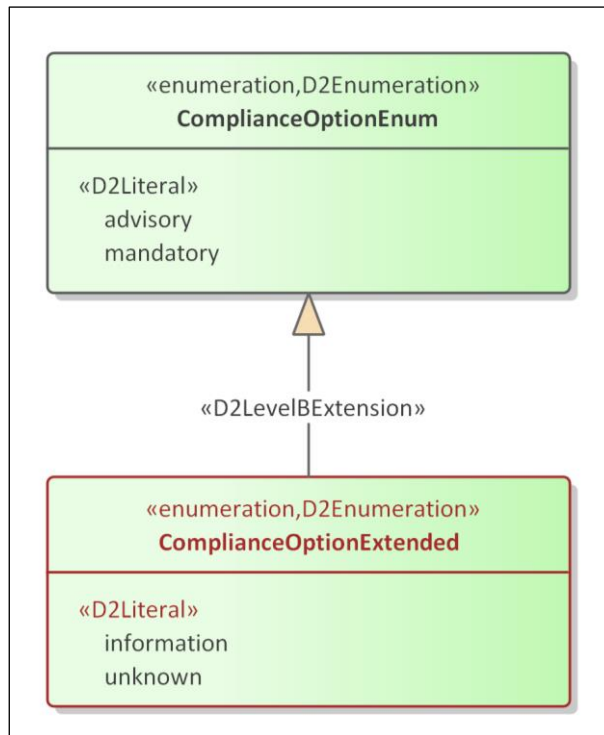 «enumeration,D2Enumeration»
ComplianceOptionEnum
«D2Literal»
advisory
mandatory
«D2LevelBExtension»
«enumeration,D2Enumeration»
ComplianceOptionExtended
«D2Literal»
information
unknown